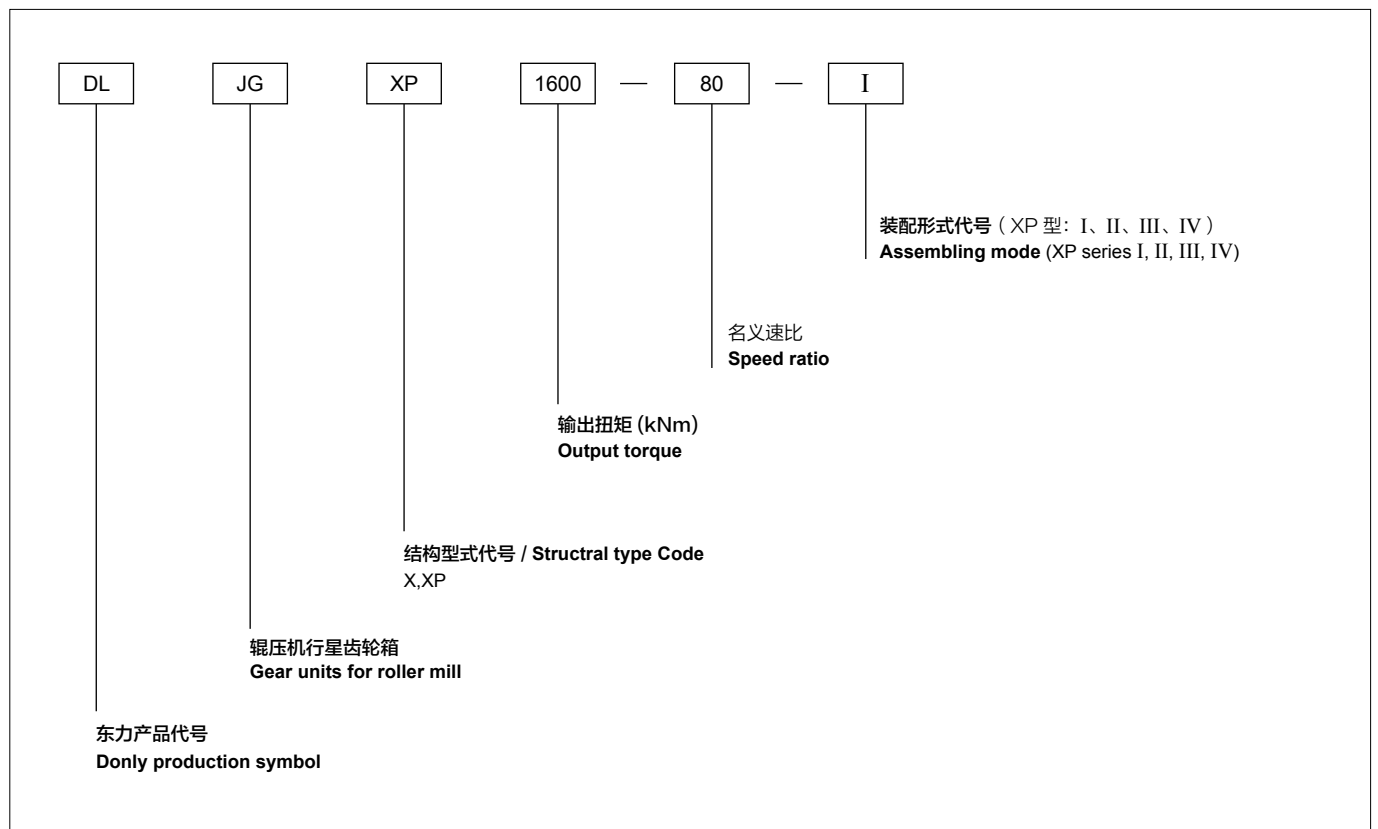 DL JG XP 1600 — 80 — I
装配形式代号（XP 型：I、II、III、IV）
Assembling mode (XP series I, II, III, IV)
名义速比
Speed ratio
输出扭矩 (kNm)
Output torque
结构型式代号 / Structral type Code
X,XP
辊压机行星齿轮箱
Gear units for roller mill
东力产品代号
Donly production symbol